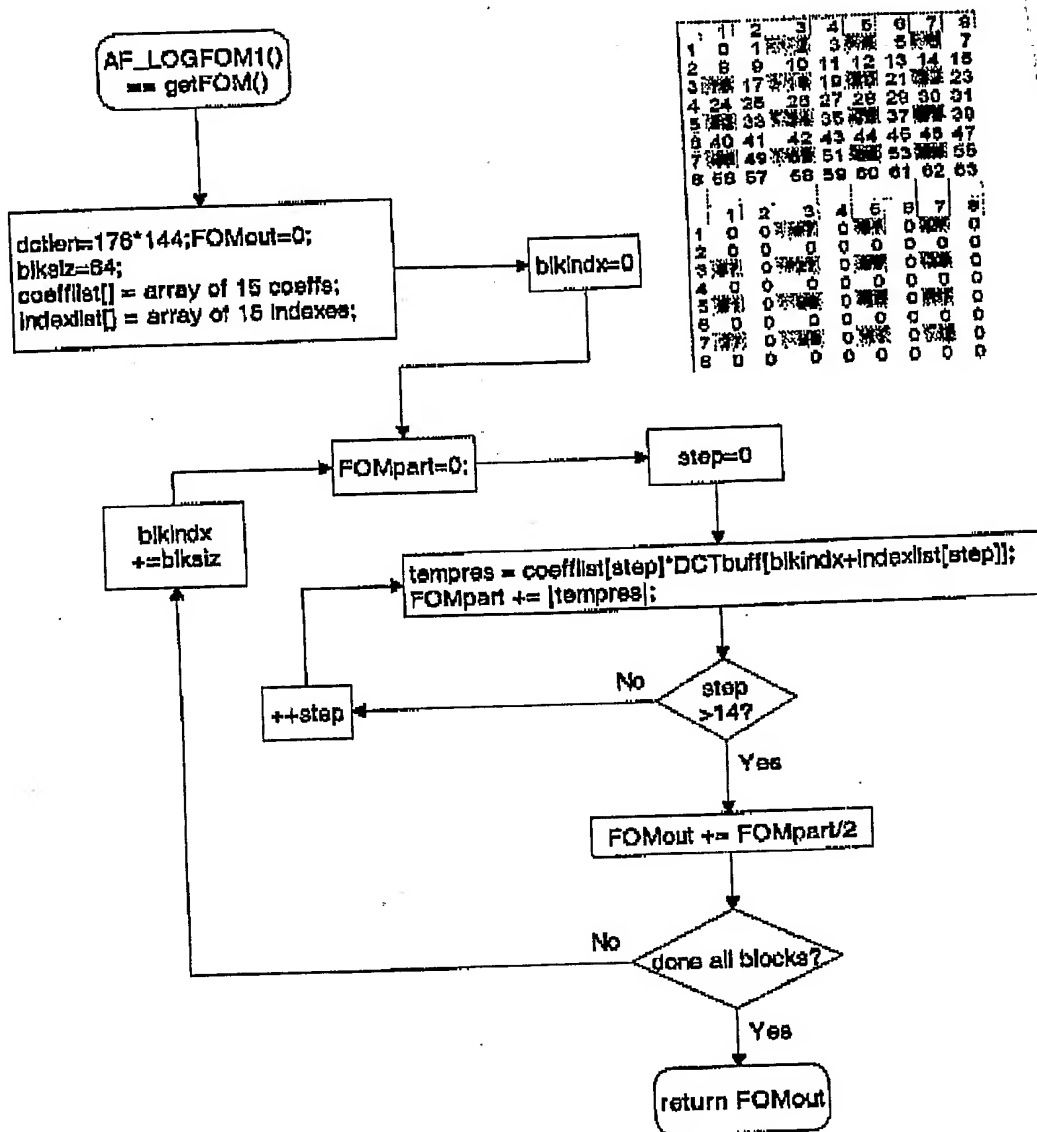 AF_LOGFOM1()
== getFOM()
dctlen=176*144;FOMout=0;
blksiz=64;
coefflist[] = array of 15 coeffs;
indexlist[] = array of 15 indexes;
blkindx=0
1 2 3 4 5 6 7 8
1 0 1 3 5 7
2 8 9 10 11 12 13 14 15
3 17 19 21 23
4 24 25 26 27 28 29 30 31
5 33 35 37 39
6 40 41 42 43 44 45 46 47
7 49 51 53 55
8 56 57 58 59 60 61 62 63
1 2 3 4 5 6 7 8
1 0 0 0 0 0
2 0 0 0 0 0 0 0 0
3 0 0 0 0
4 0 0 0 0 0 0 0 0
5 0 0 0 0
6 0 0 0 0 0 0 0 0
7 0 0 0 0
8 0 0 0 0 0 0 0 0
FOMpart=0;
step=0
blkindx
+=blksiz
tempres = coefflist[step]*DCTbuff[blkindx+indexlist[step]];
FOMpart += |tempres|;
No
step
>14?
++step
Yes
FOMout += FOMpart/2
No
done all blocks?
Yes
return FOMout